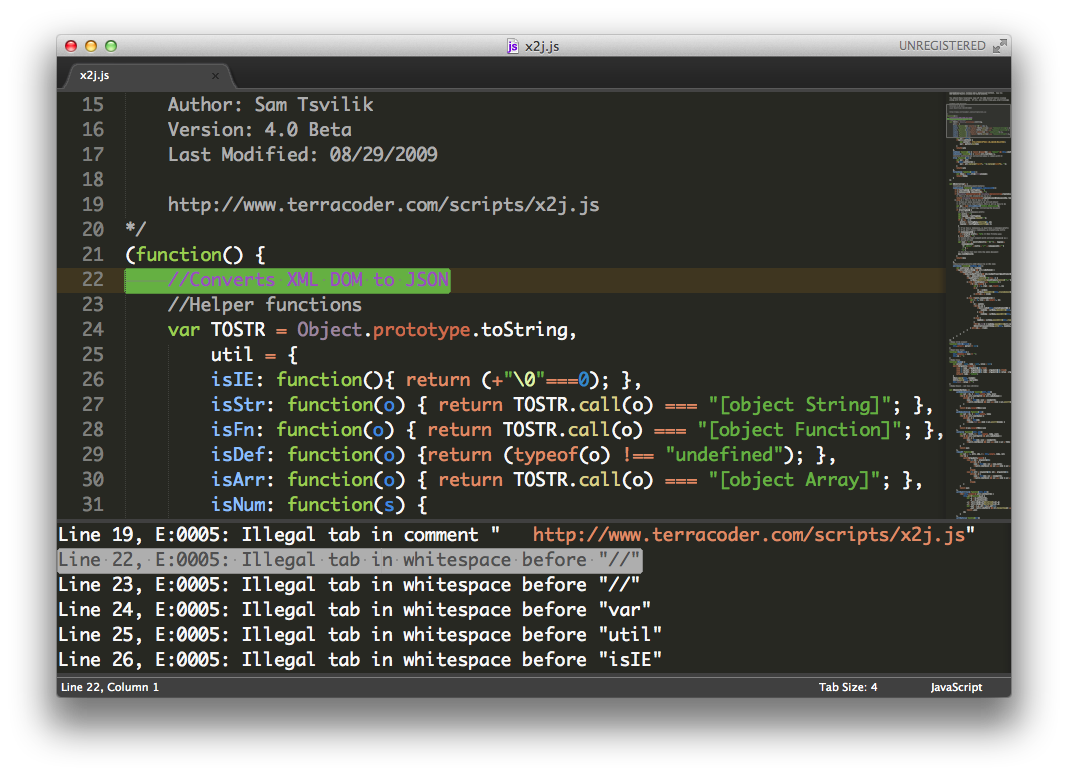 x2j.js
UNREGISTERED
x2j.js ×
15 Author: Sam Tsvilik
16 Version: 4.0 Beta
17 Last Modified: 08/29/2009
18
19 http://www.terracoder.com/scripts/x2j.js
20 */
21 (function() {
22 //Converts XML DOM to JSON
23 //Helper functions
24 var TOSTR = Object.prototype.toString,
25 util = {
26 isIE: function(){ return (+"\0"===0); },
27 isStr: function(o) { return TOSTR.call(o) === "[object String]"; },
28 isFn: function(o) { return TOSTR.call(o) === "[object Function]"; },
29 isDef: function(o) {return (typeof(o) !== "undefined"); },
30 isArr: function(o) { return TOSTR.call(o) === "[object Array]"; },
31 isNum: function(s) {
Line 19, E:0005: Illegal tab in comment "   http://www.terracoder.com/scripts/x2j.js"
Line 22, E:0005: Illegal tab in whitespace before "//"
Line 23, E:0005: Illegal tab in whitespace before "//"
Line 24, E:0005: Illegal tab in whitespace before "var"
Line 25, E:0005: Illegal tab in whitespace before "util"
Line 26, E:0005: Illegal tab in whitespace before "isIE"
Line 22, Column 1
Tab Size: 4
JavaScript